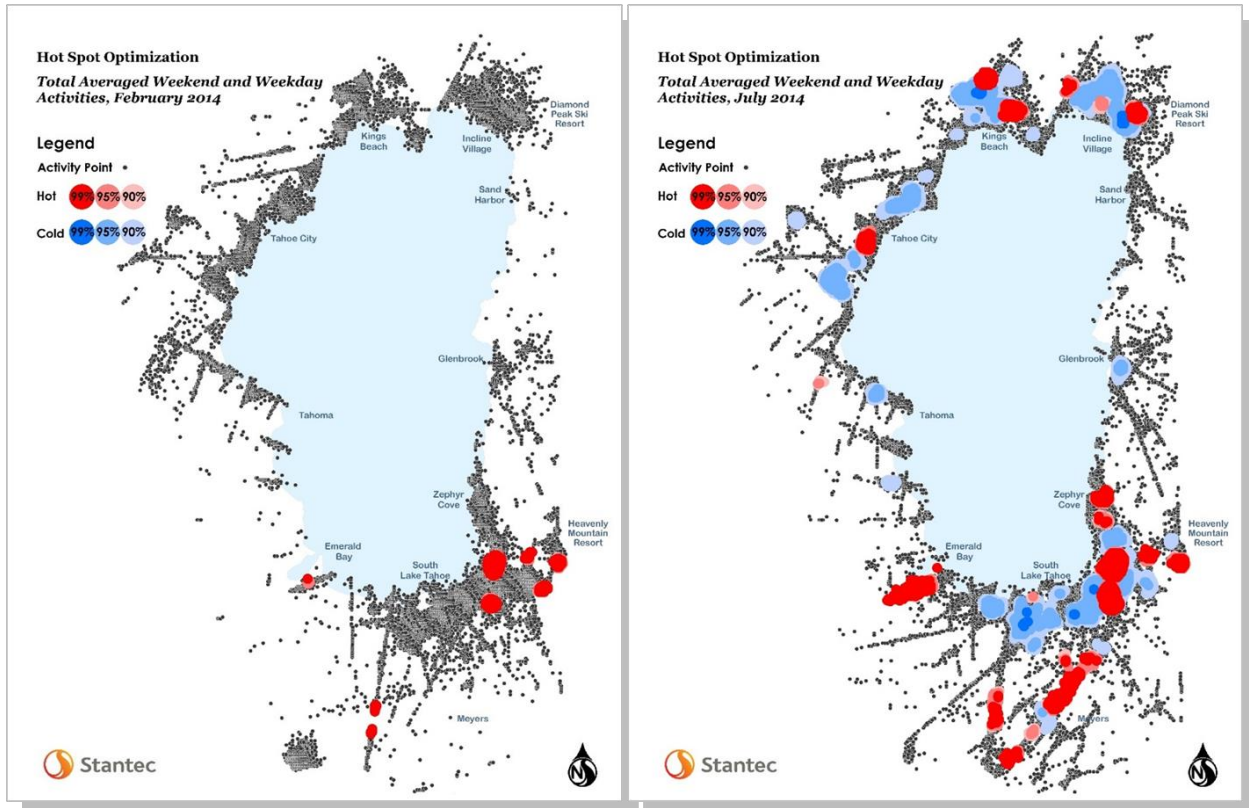 Hot Spot Optimization
Total Averaged Weekend and Weekday
Activities, February 2014
Legend
Activity Point
Hot 99% 95% 90%
Cold 99% 95% 90%
Diamond
Peak Ski
Resort
Kings
Beach
Incline
Village
Sand
Harbor
Tahoe City
Glenbrook
Tahoma
Zephyr
Cove
Heavenly
Mountain
Resort
Emerald
Bay
South
Lake Tahoe
Meyers
Stantec
N
Hot Spot Optimization
Total Averaged Weekend and Weekday
Activities, July 2014
Legend
Activity Point
Hot 99% 95% 90%
Cold 99% 95% 90%
Diamond
Peak Ski
Resort
Kings
Beach
Incline
Village
Sand
Harbor
Tahoe City
Glenbrook
Tahoma
Zephyr
Cove
Heavenly
Mountain
Resort
Emerald
Bay
South
Lake Tahoe
Meyers
Stantec
N